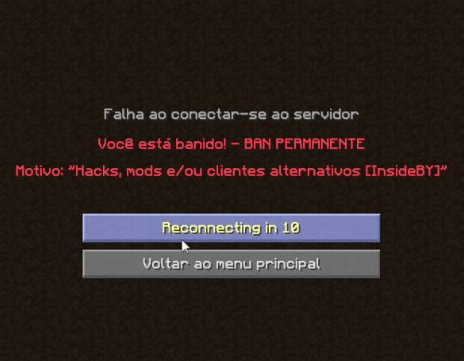 Falha ao conectar-se ao servidor
Você está banido! - BAN PERMANENTE
Motivo: "Hacks, mods e/ou clientes alternativos [InsideBY]"
Reconnecting in 10
Voltar ao menu principal